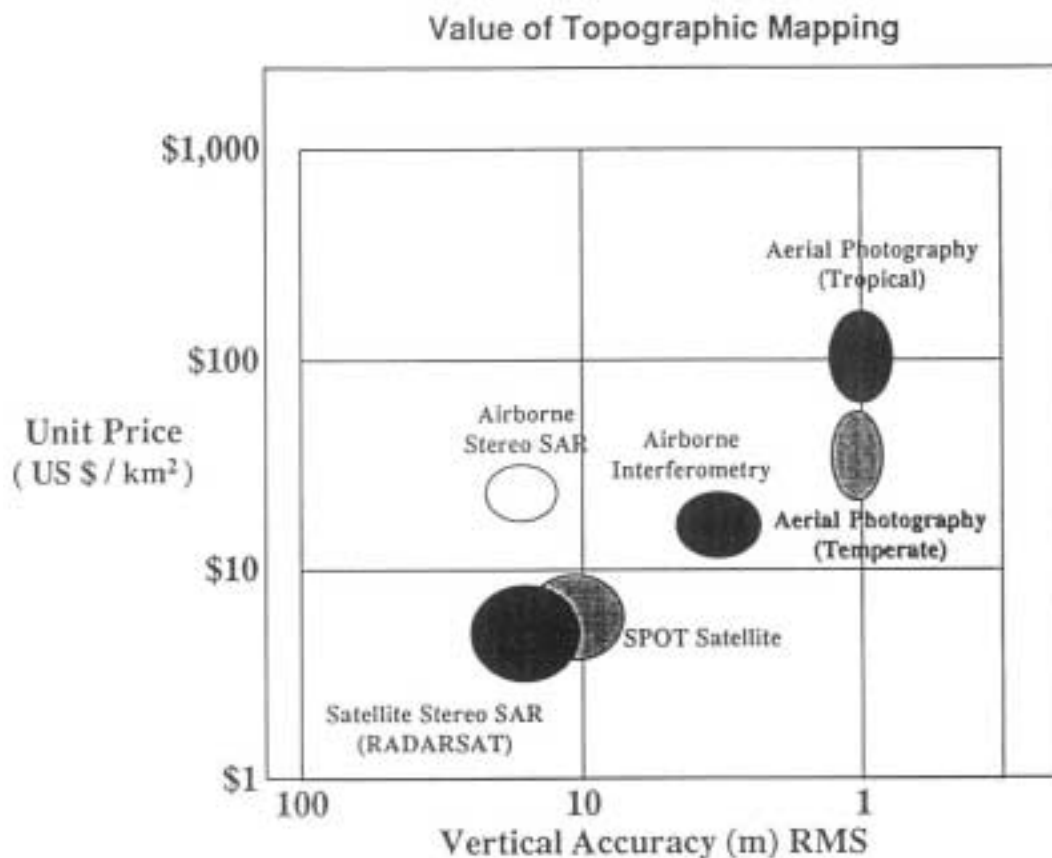 Value of Topographic Mapping
$1,000
Aerial Photography
(Tropical)
$100
Airborne
Stereo SAR
Airborne
Interferometry
Unit Price
( US $ / km²)
Aerial Photography
(Temperate)
$10
SPOT Satellite
Satellite Stereo SAR
(RADARSAT)
$1
100
10
1
Vertical Accuracy (m) RMS